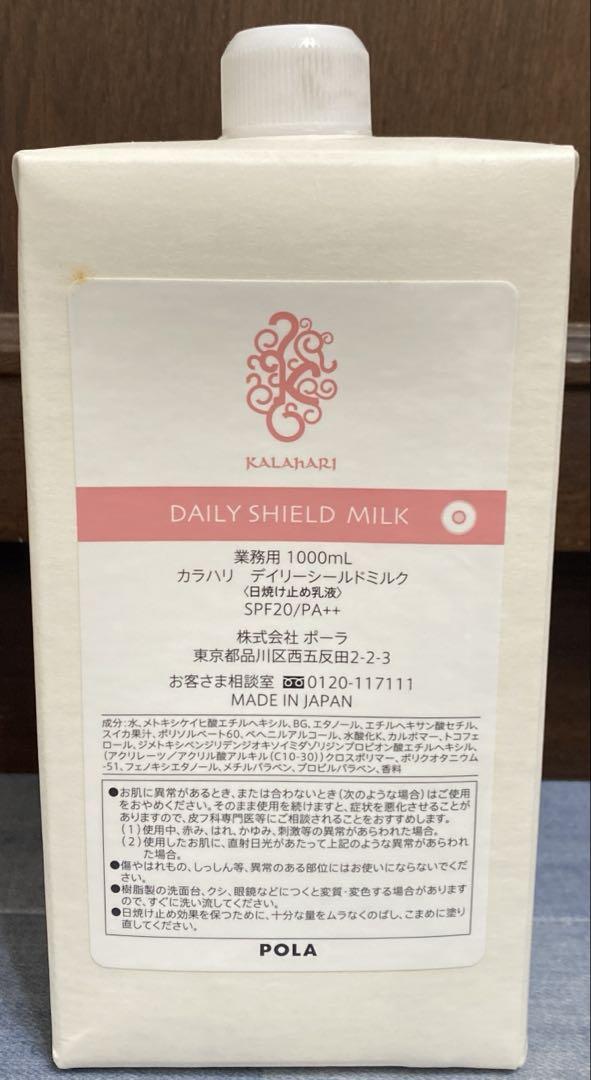 KALAHARI
DAILY SHIELD MILK
業務用 1000mL
カラハリ デイリーシールドミルク
〈日焼け止め乳液〉
SPF20/PA++
株式会社 ポーラ
東京都品川区西五反田2-2-3
お客さま相談室 0120-117111
MADE IN JAPAN
成分:水、メトキシケイヒ酸エチルヘキシル、BG、エタノール、エチルヘキサン酸セチル、
スイカ果汁、ポリソルベート60、ベヘニルアルコール、水酸化K、カルボマー、トコフェ
ロール、ジメトキシベンジリデンジオキソイミダゾリジンプロピオン酸エチルヘキシル、
(アクリレーツ/アクリル酸アルキル(C10-30))クロスポリマー、ポリクオタニウム
-51、フェノキシエタノール、メチルパラベン、プロピルパラベン、香料
●お肌に異常があるとき、または合わないとき(次のような場合)はご使用
をおやめください。そのまま使用を続けますと、症状を悪化させることが
ありますので、皮フ科専門医等にご相談されることをおすすめします。
(1)使用中、赤み、はれ、かゆみ、刺激等の異常があらわれた場合。
(2)使用したお肌に、直射日光があたって上記のような異常があらわれ
た場合。
●傷やはれもの、しっしん等、異常のある部位にはお使いにならないでくだ
さい。
●樹脂製の洗面台、クシ、眼鏡などにつくと変質・変色する場合があります
ので、すぐに洗い流してください。
●日焼け止め効果を保つために、十分な量をムラなくのばし、こまめに塗り
直してください。
POLA